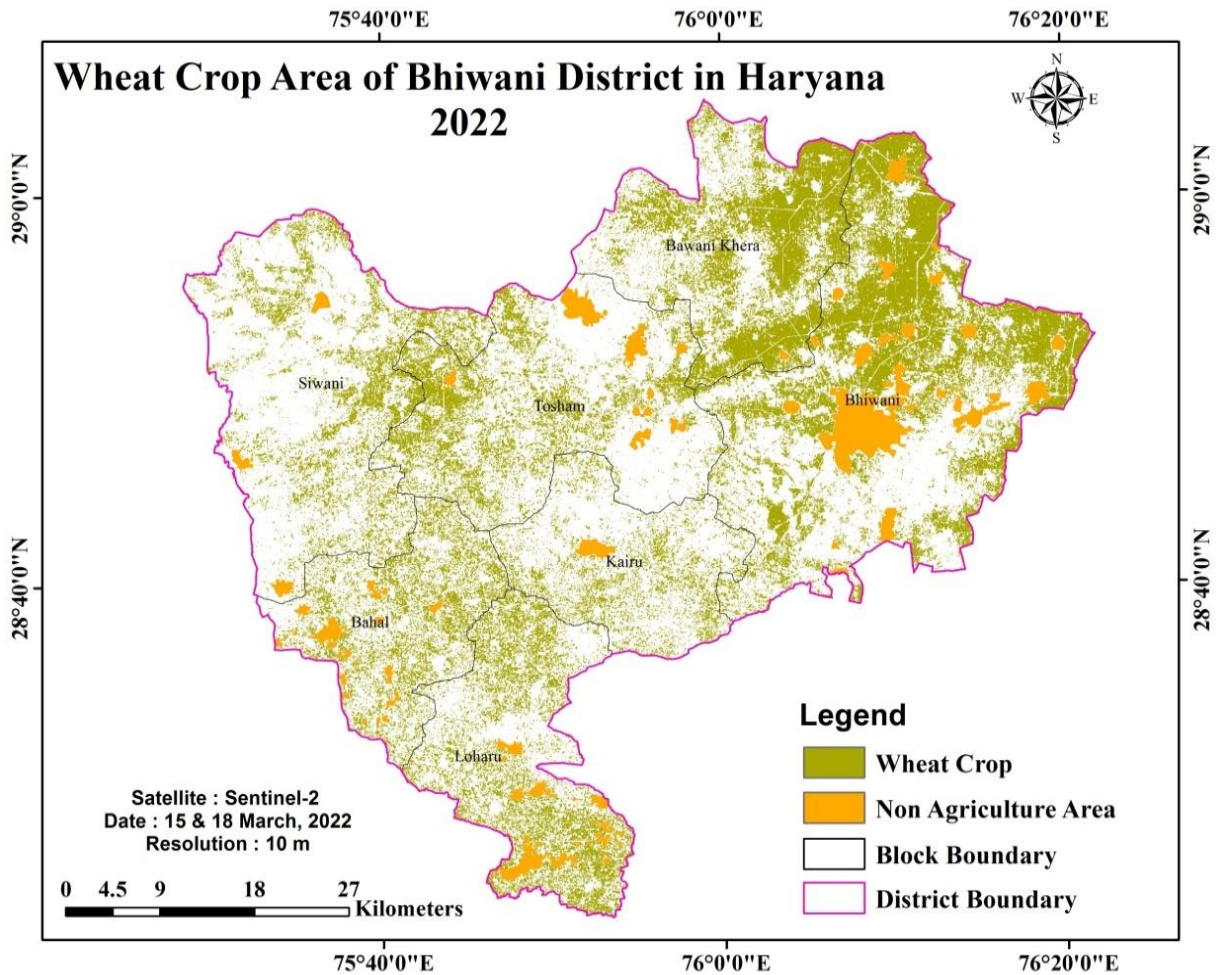 75°40'0"E
76°0'0"E
76°20'0"E
Wheat Crop Area of Bhiwani District in Haryana
2022
N
W
E
S
29°0'0"N
29°0'0"N
Bawani Khera
Siwani
Tosham
Bhiwani
Kairu
28°40'0"N
28°40'0"N
Bahal
Loharu
Legend
Wheat Crop
Non Agriculture Area
Block Boundary
District Boundary
Satellite : Sentinel-2
Date : 15 & 18 March, 2022
Resolution : 10 m
0 4.5 9 18 27
Kilometers
75°40'0"E
76°0'0"E
76°20'0"E